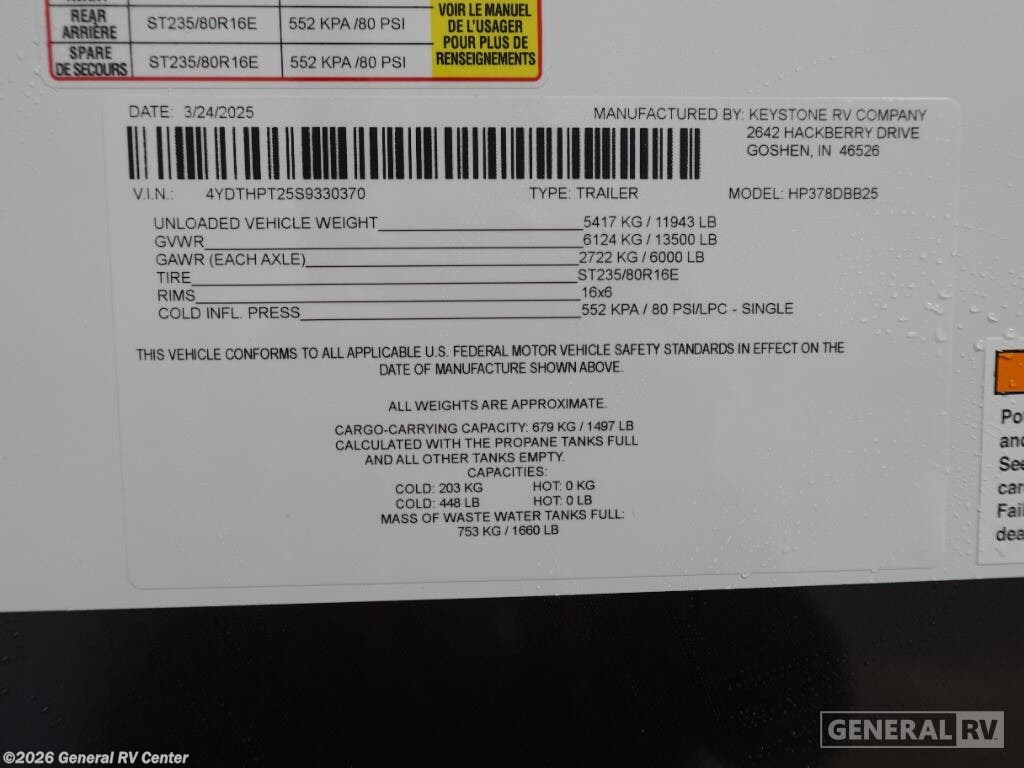 REAR ST235/80R16E 552 KPA /80 PSI
ARRIÈRE
SPARE ST235/80R16E 552 KPA /80 PSI
DE SECOURS
VOIR LE MANUEL
DE L'USAGER
POUR PLUS DE
RENSEIGNEMENTS
DATE: 3/24/2025 MANUFACTURED BY: KEYSTONE RV COMPANY
2642 HACKBERRY DRIVE
GOSHEN, IN 46526
V.I.N.: 4YDTHPT25S9330370 TYPE: TRAILER MODEL: HP378DBB25
UNLOADED VEHICLE WEIGHT 5417 KG / 11943 LB
GVWR 6124 KG / 13500 LB
GAWR (EACH AXLE) 2722 KG / 6000 LB
TIRE ST235/80R16E
RIMS 16x6
COLD INFL. PRESS 552 KPA / 80 PSI/LPC - SINGLE
THIS VEHICLE CONFORMS TO ALL APPLICABLE U.S. FEDERAL MOTOR VEHICLE SAFETY STANDARDS IN EFFECT ON THE
DATE OF MANUFACTURE SHOWN ABOVE.
ALL WEIGHTS ARE APPROXIMATE.
CARGO-CARRYING CAPACITY: 679 KG / 1497 LB
CALCULATED WITH THE PROPANE TANKS FULL
AND ALL OTHER TANKS EMPTY.
CAPACITIES:
COLD: 203 KG HOT: 0 KG
COLD: 448 LB HOT: 0 LB
MASS OF WASTE WATER TANKS FULL:
753 KG / 1660 LB
Po
and
See
car
Fail
dea
GENERAL RV
©2026 General RV Center